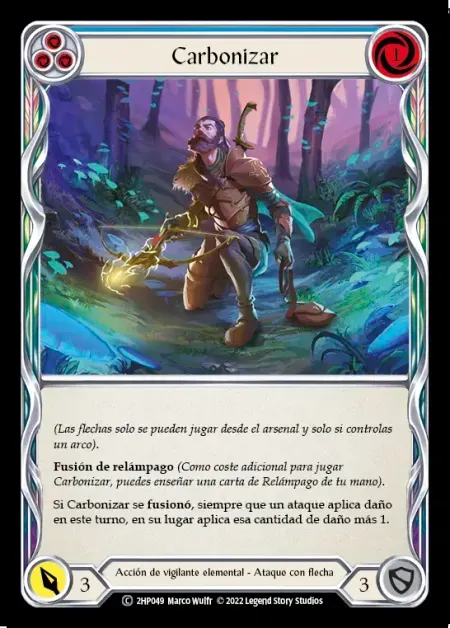 Carbonizar
1
(Las flechas solo se pueden jugar desde el arsenal y solo si controlas
un arco).
Fusión de relámpago (Como coste adicional para jugar
Carbonizar, puedes enseñar una carta de Relámpago de tu mano).
Si Carbonizar se fusionó, siempre que un ataque aplica daño
en este turno, en su lugar aplica esa cantidad de daño más 1.
3
Acción de vigilante elemental - Ataque con flecha
3
C 2HP049 Marco Wulfr © 2022 Legend Story Studios